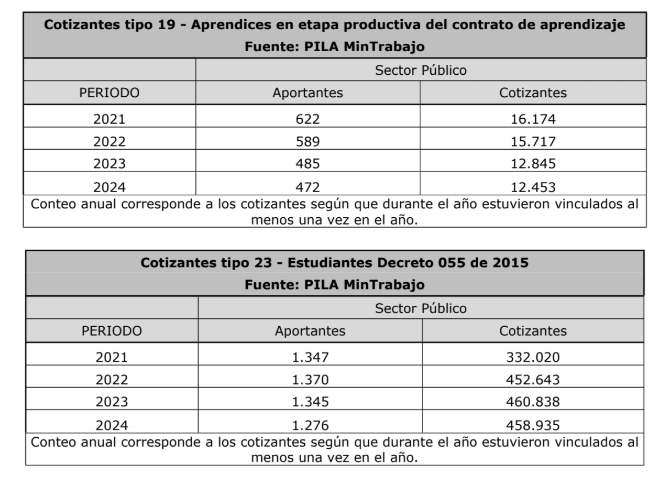 Cotizantes tipo 19 - Aprendices en etapa productiva del contrato de aprendizaje
Fuente: PILA MinTrabajo
Sector Público
PERIODO Aportantes Cotizantes
2021 622 16.174
2022 589 15.717
2023 485 12.845
2024 472 12.453
Conteo anual corresponde a los cotizantes según que durante el año estuvieron vinculados al
menos una vez en el año.
Cotizantes tipo 23 - Estudiantes Decreto 055 de 2015
Fuente: PILA MinTrabajo
Sector Público
PERIODO Aportantes Cotizantes
2021 1.347 332.020
2022 1.370 452.643
2023 1.345 460.838
2024 1.276 458.935
Conteo anual corresponde a los cotizantes según que durante el año estuvieron vinculados al
menos una vez en el año.